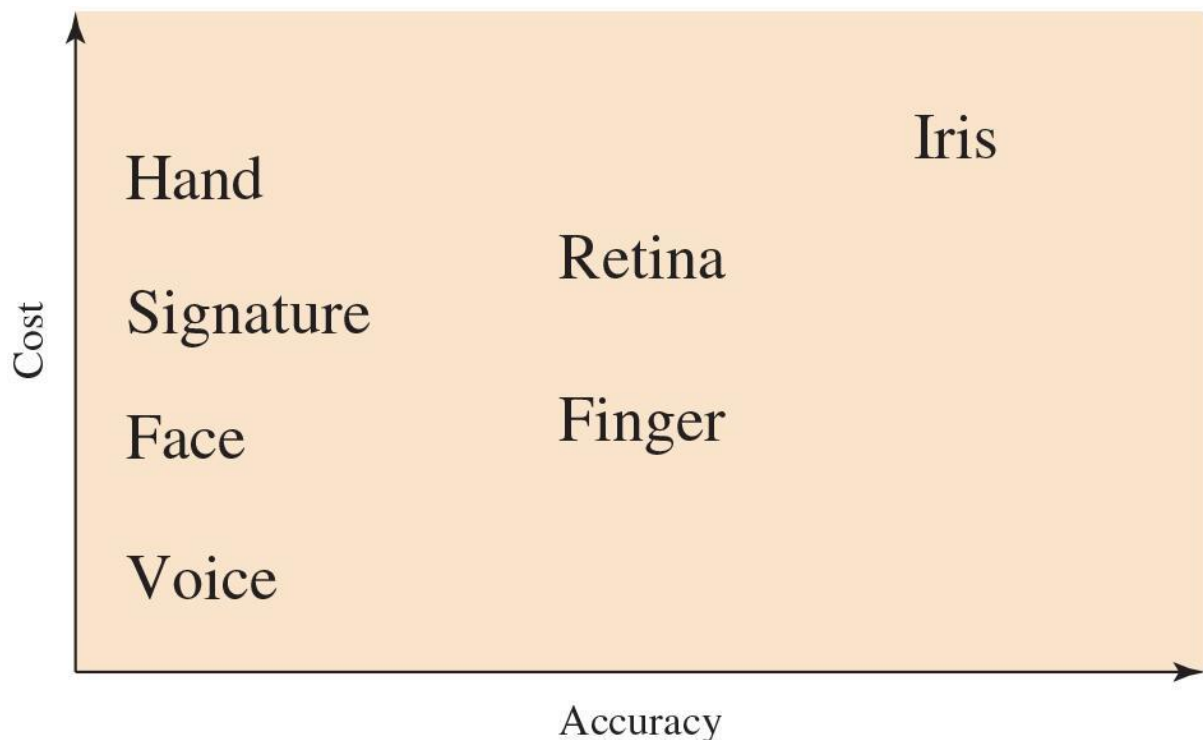 Iris
Hand
Retina
Signature
Cost
Finger
Face
Voice
Accuracy